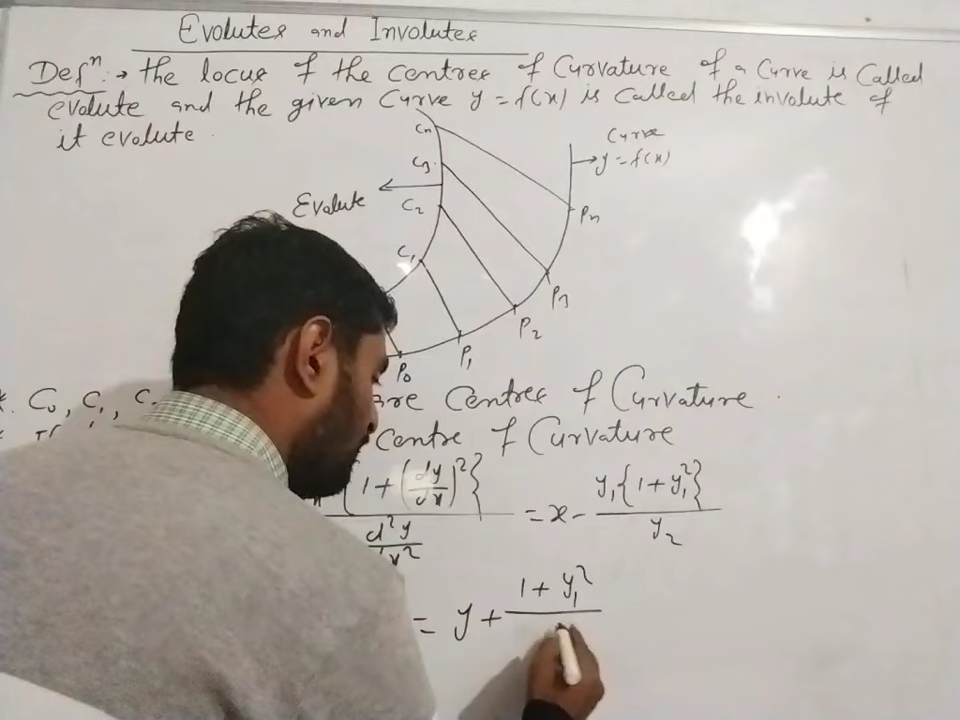 Evolutes and Involutes
Defⁿ:→ the locus of the centres of Curvature of a Curve is Called
evolute and the given Curve y = f(x) is called the involute of
it evolute.
Cn
Curve
C3
y = f(x)
Evolute
C2
Pn
C1
P3
P2
P1
P0
C0, C1, C
are Centres of Curvature.
Centre of Curvature
{1 + (dy/dx)²} / d²y/dx² = x - y₁{1 + y₁²} / y₂
= y + 1 + y₁²